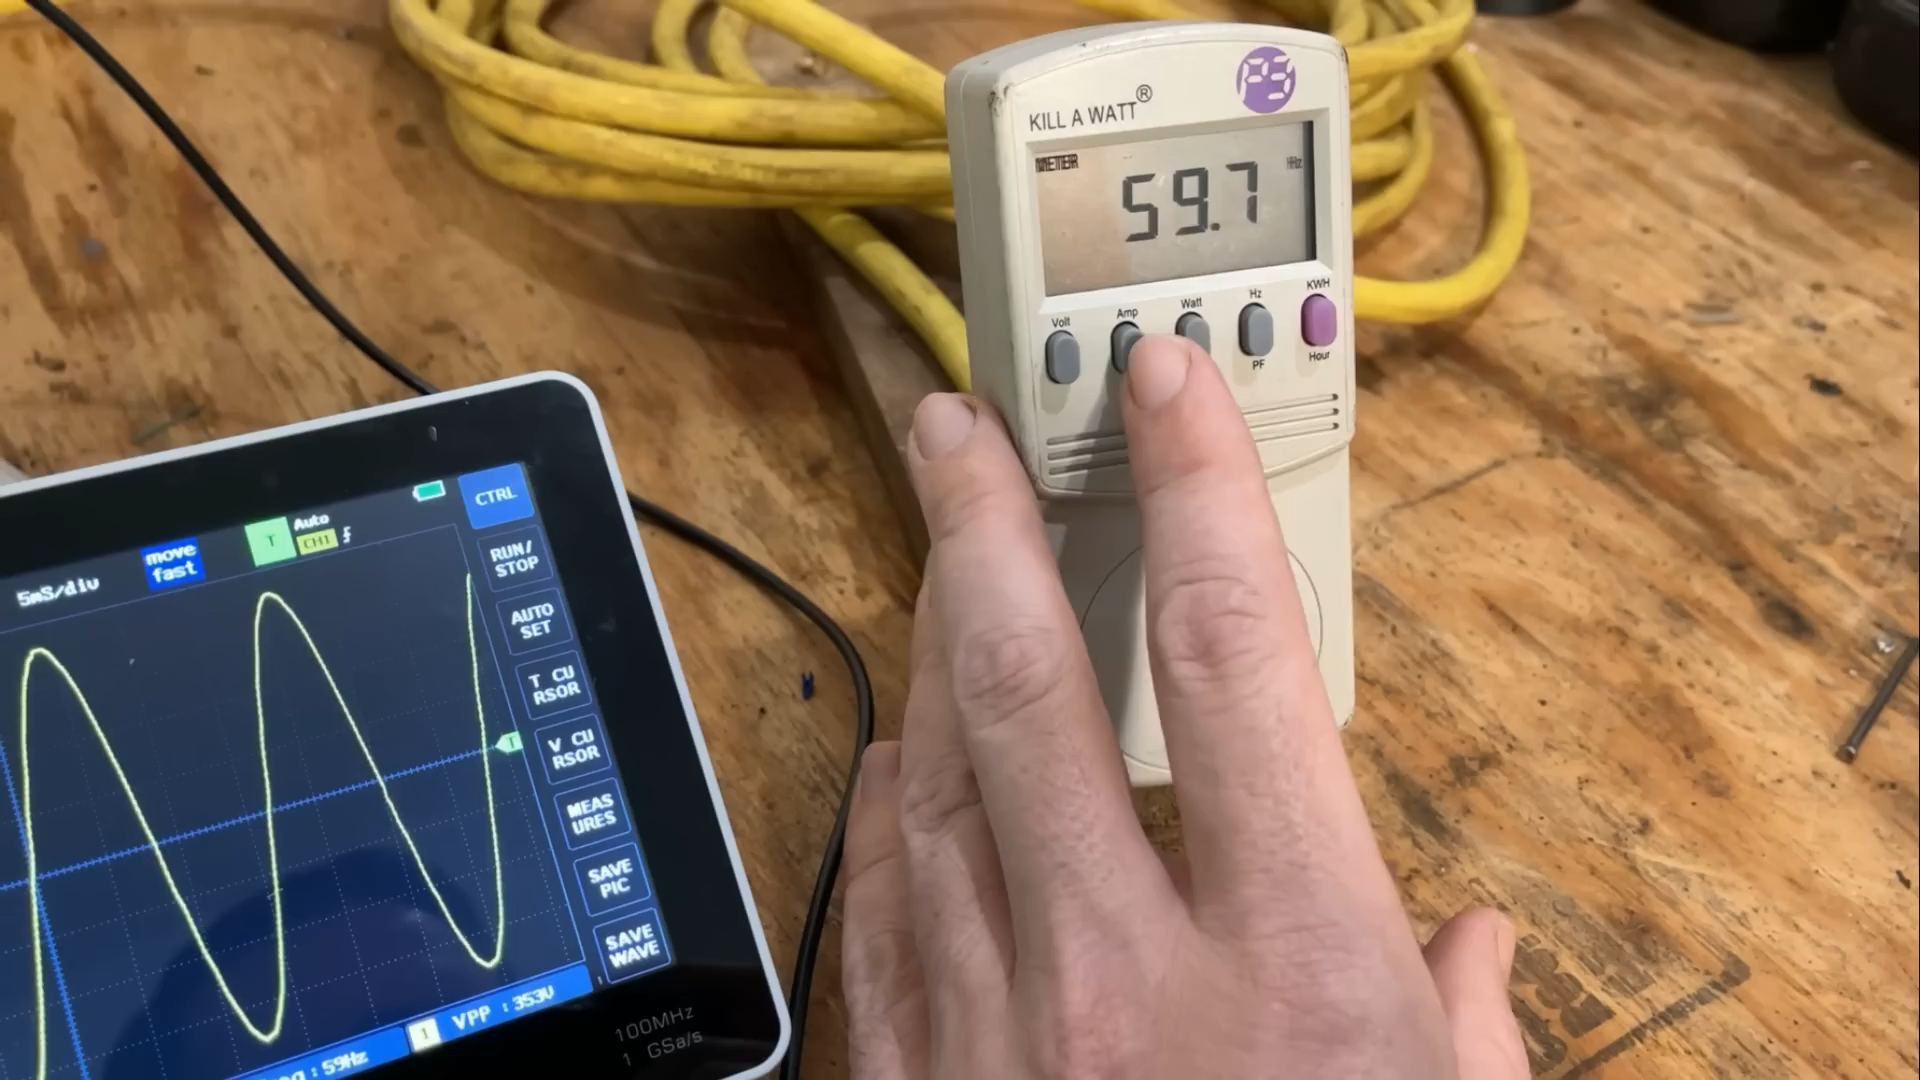 KILL A WATT®
P3
METER
59.7
Hz
Volt
Amp
Watt
Hz
PF
KWH
Hour
5mS/div
move
fast
T
Auto
CH1
CTRL
RUN/
STOP
AUTO
SET
T CU
RSOR
V CU
RSOR
MEAS
URES
SAVE
PIC
SAVE
WAVE
T
: 59Hz
1
VPP : 353V
100MHz
1 GSa/s